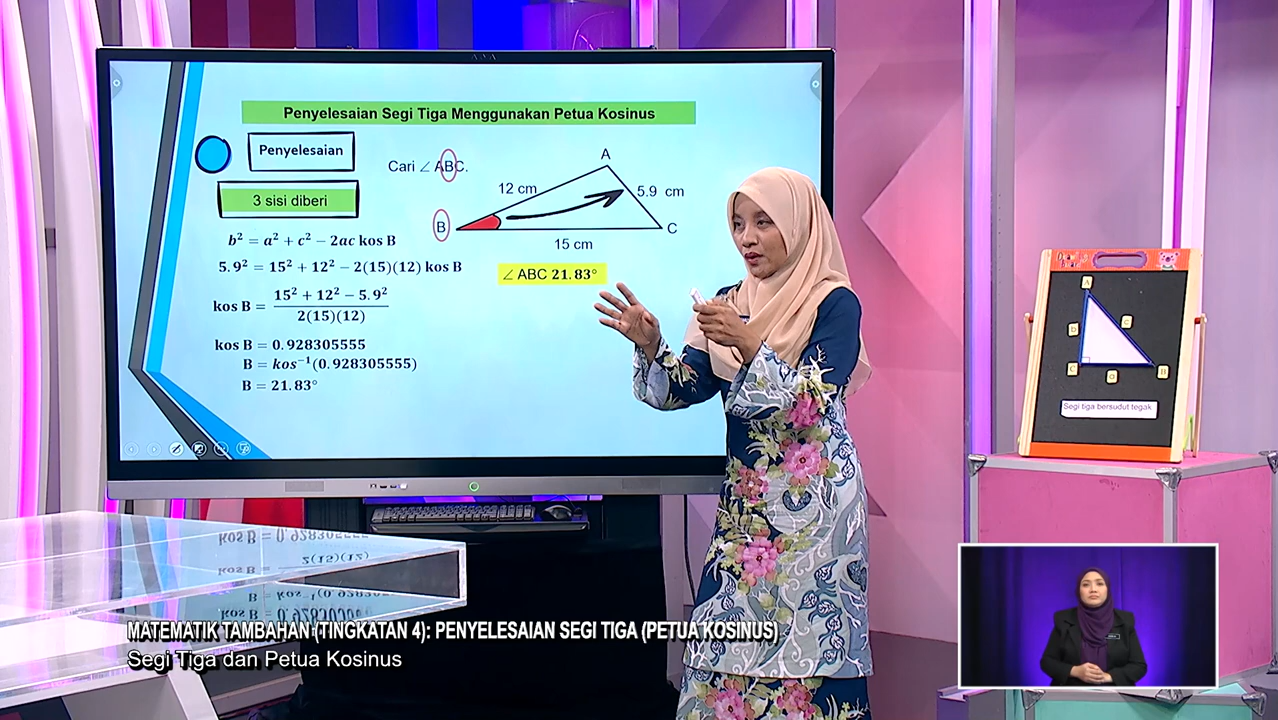 Penyelesaian Segi Tiga Menggunakan Petua Kosinus
Penyelesaian
Cari ∠ ABC.
3 sisi diberi
A
12 cm
5.9 cm
B
C
15 cm
b² = a² + c² − 2ac kos B
5.9² = 15² + 12² − 2(15)(12) kos B
∠ ABC 21.83°
kos B = 15² + 12² − 5.9² / 2(15)(12)
kos B = 0.928305555
B = kos⁻¹(0.928305555)
B = 21.83°
A
b
c
C
a
B
Segi tiga bersudut tegak
MATEMATIK TAMBAHAN (TINGKATAN 4): PENYELESAIAN SEGI TIGA (PETUA KOSINUS)
Segi Tiga dan Petua Kosinus